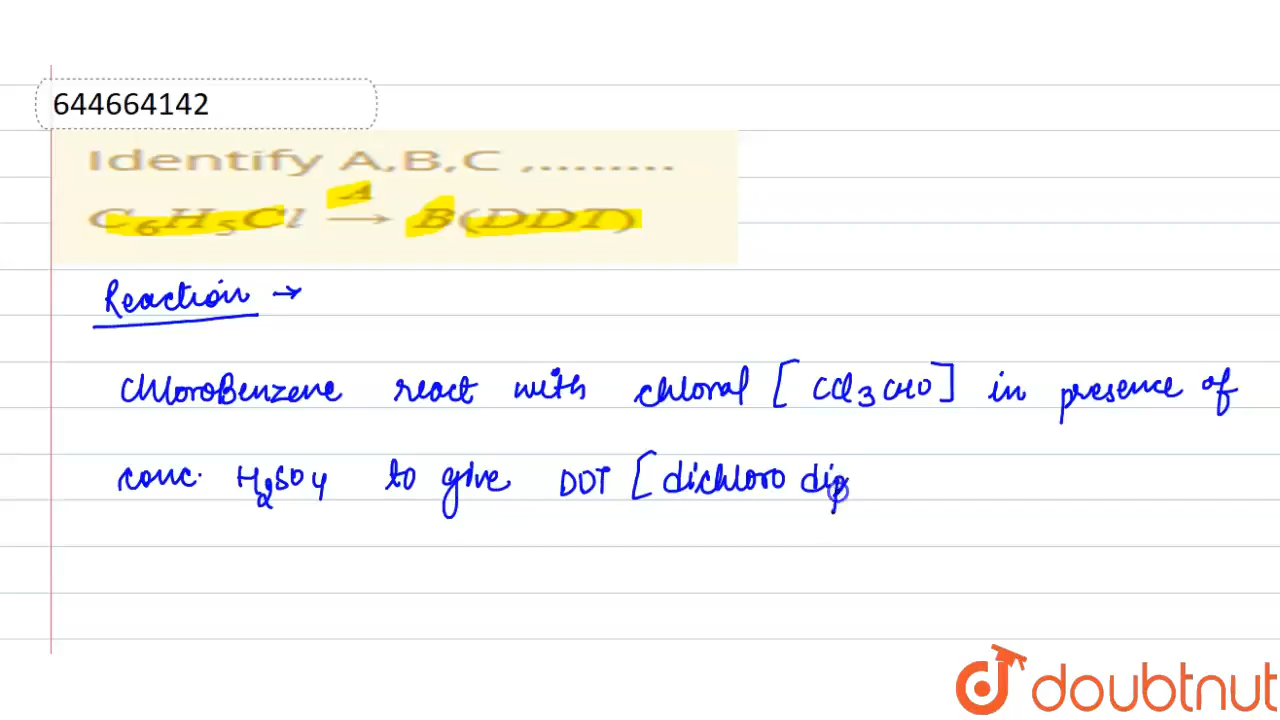 644664142
Identify A,B,C ,.........
C₆H₅Cl →ᴬ B(DDT)
Reaction →
ChloroBenzene react with chloral [CCl₃CHO] in presence of
conc. H₂SO₄ to give DDT [dichloro dip
doubtnut